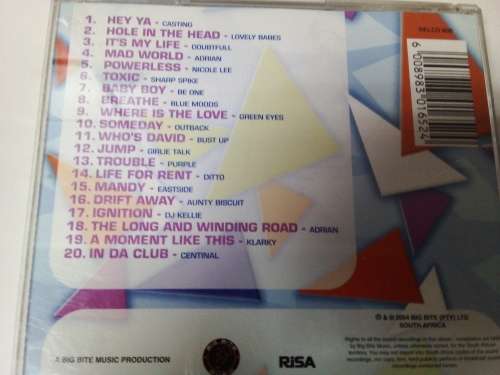 1. HEY YA - CASTING
2. HOLE IN THE HEAD - LOVELY BABES
3. IT'S MY LIFE - DOUBTFULL
4. MAD WORLD - ADRIAN
5. POWERLESS - NICOLE LEE
6. TOXIC - SHARP SPIKE
7. BABY BOY - BE ONE
8. BREATHE - BLUE MOODS
9. WHERE IS THE LOVE - GREEN EYES
10. SOMEDAY - OUTBACK
11. WHO'S DAVID - BUST UP
12. JUMP - GIRLIE TALK
13. TROUBLE - PURPLE
14. LIFE FOR RENT - DITTO
15. MANDY - EASTSIDE
16. DRIFT AWAY - AUNTY BISCUIT
17. IGNITION - DJ KELLIE
18. THE LONG AND WINDING ROAD - ADRIAN
19. A MOMENT LIKE THIS - KLARKY
20. IN DA CLUB - CENTINAL
6 008983 016524
A BIG BITE MUSIC PRODUCTION
RiSA
℗ & © 2004 BIG BITE (PTY) LTD
SOUTH AFRICA